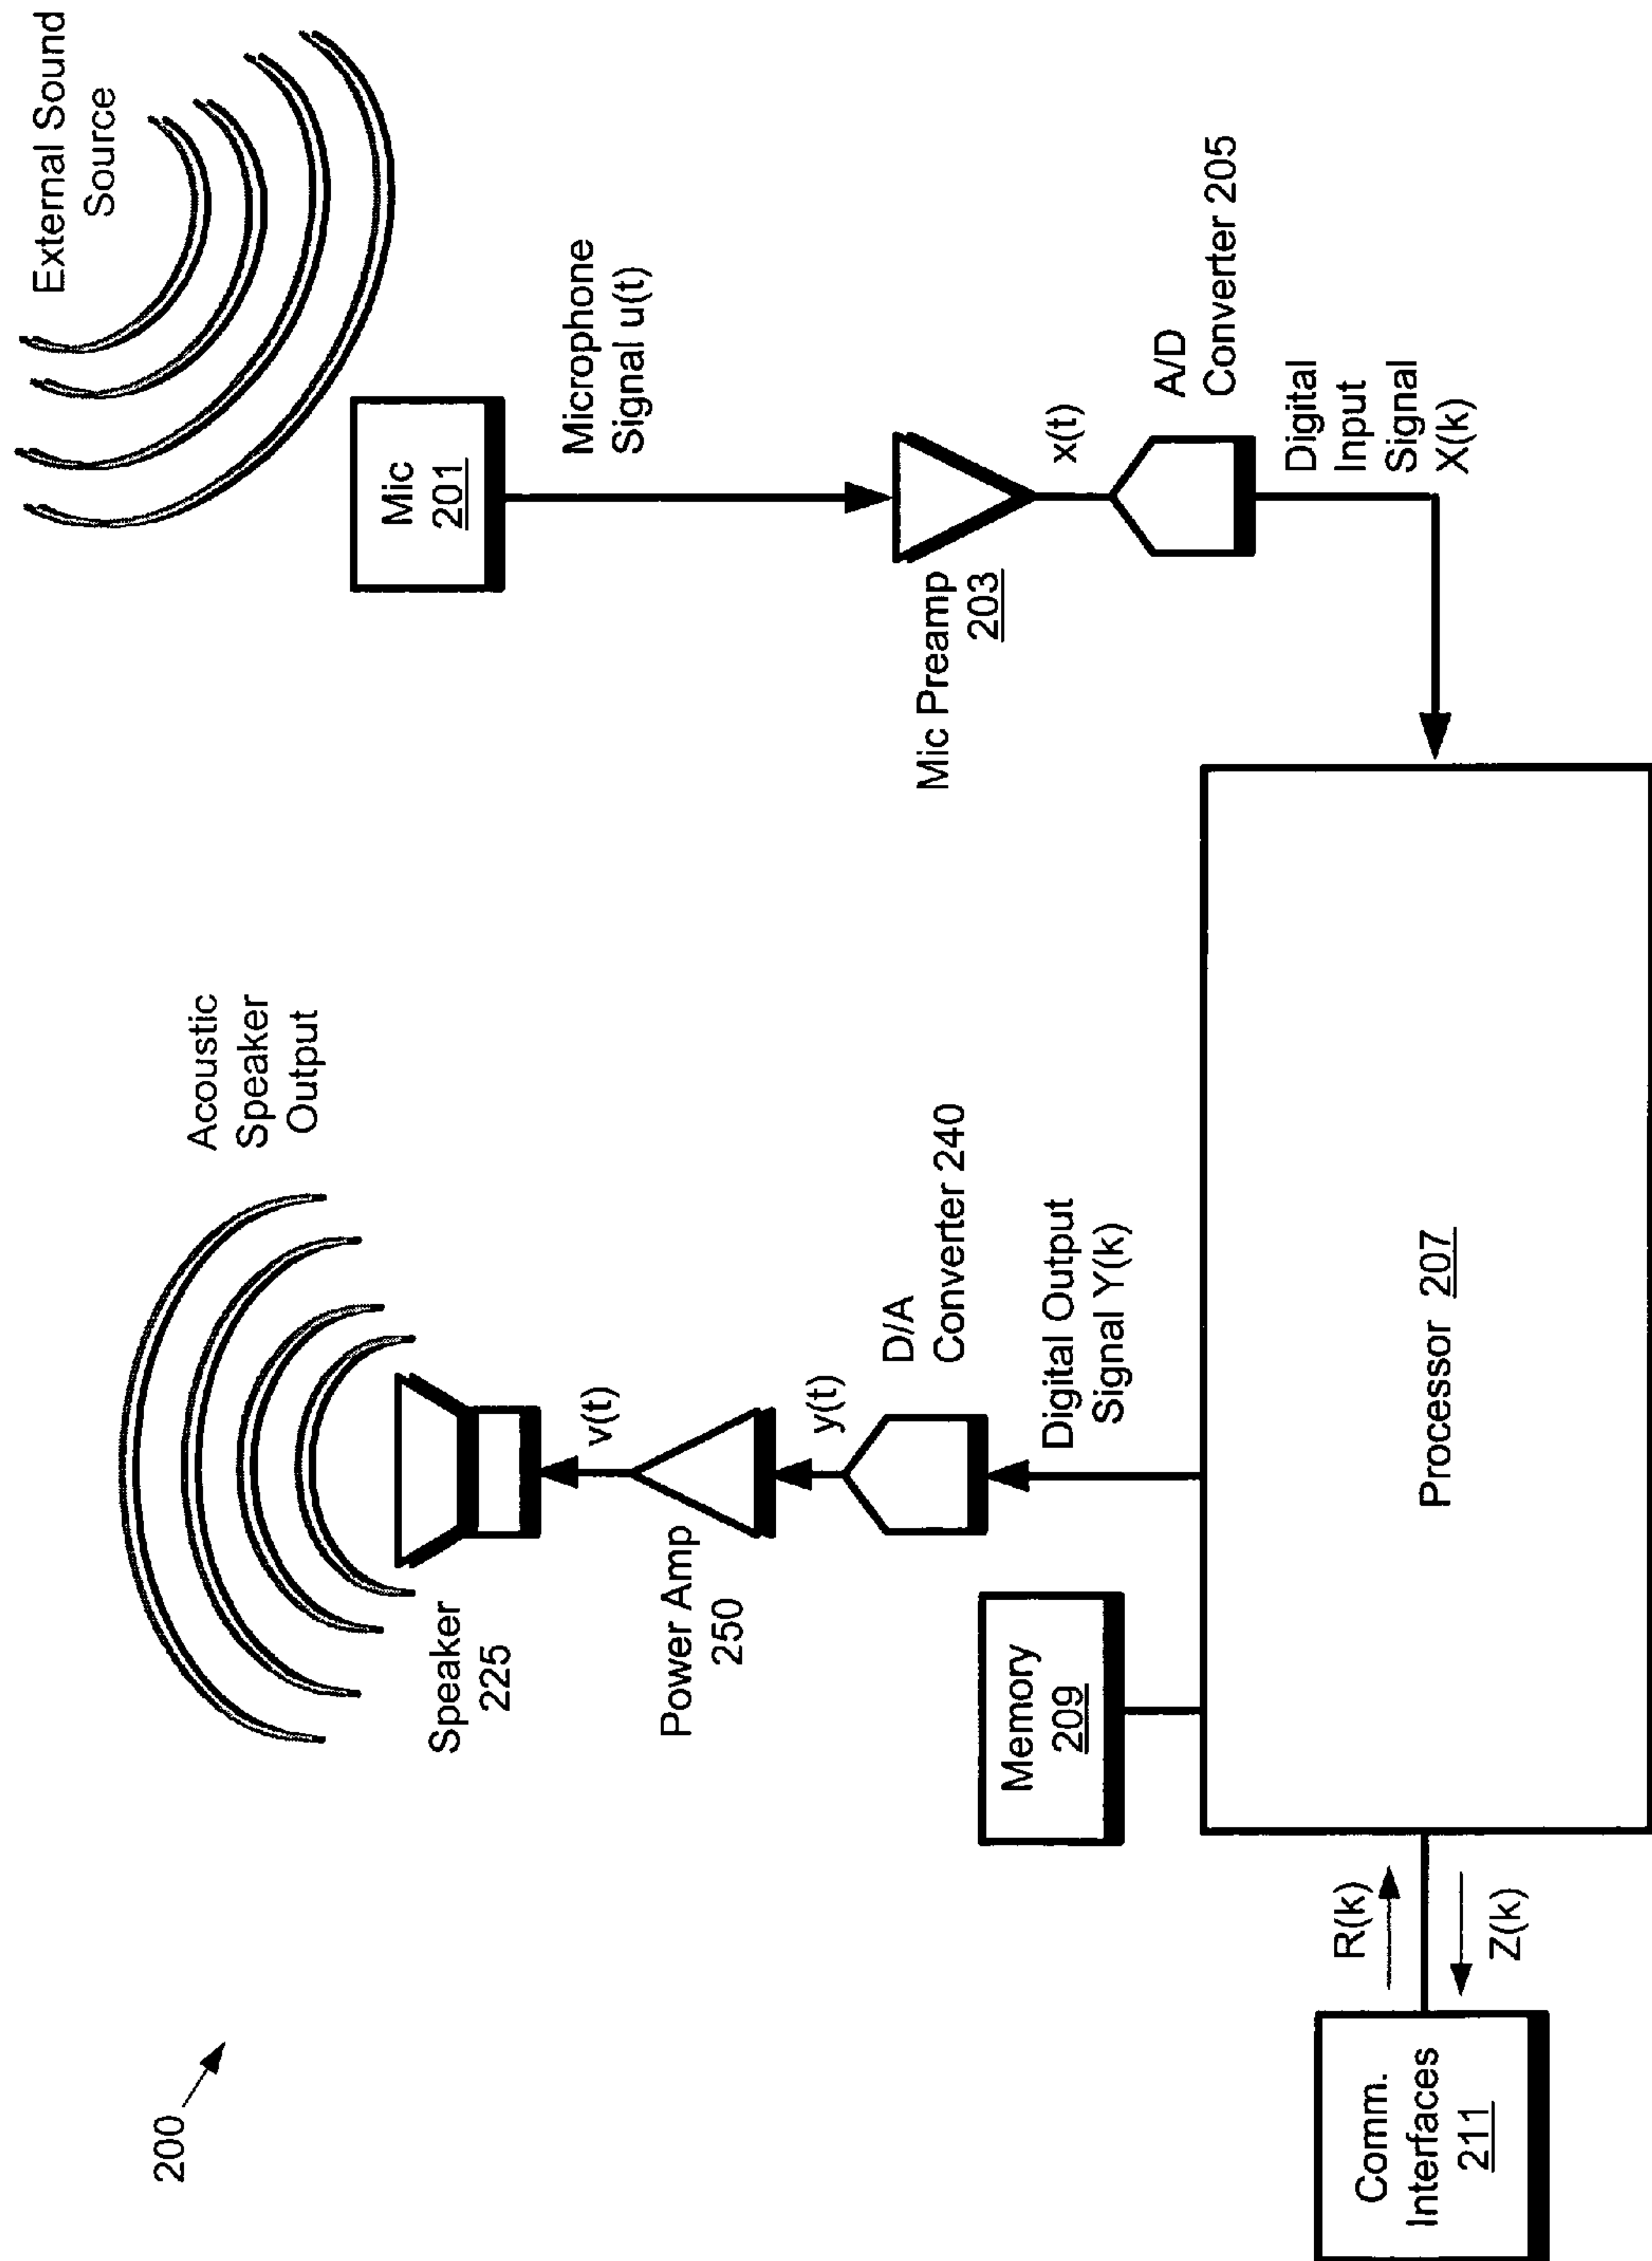 200
External Sound
Source
Acoustic
Speaker
Output
Mic
201
Speaker
225
Microphone
Signal u(t)
v(t)
Power Amp
250
y(t)
D/A
Converter 240
Mic Preamp
203
x(t)
A/D
Converter 205
Memory
209
Digital Output
Signal Y(k)
Digital
Input
Signal
X(k)
Comm.
Interfaces
211
R(k)
Z(k)
Processor 207